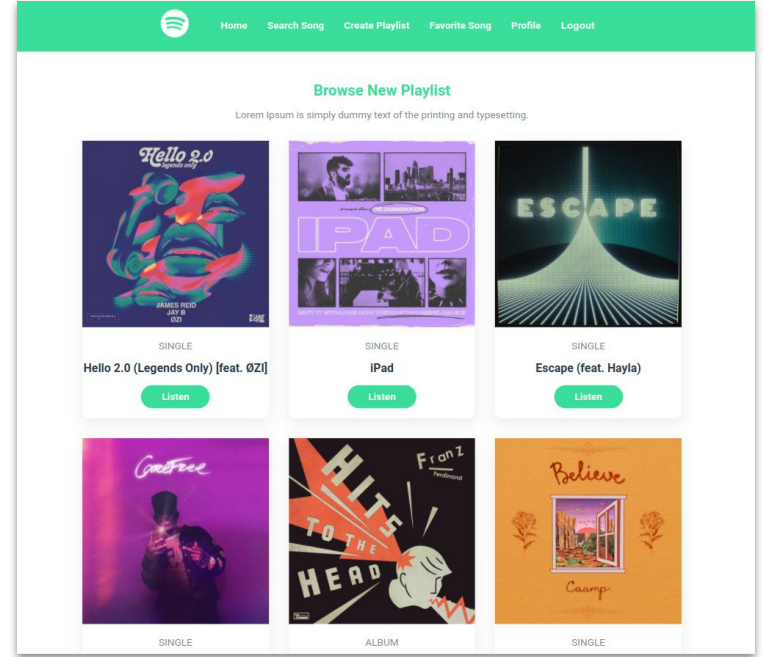 Home Search Song Create Playlist Favorite Song Profile Logout
Browse New Playlist
Lorem Ipsum is simply dummy text of the printing and typesetting.
Hello 2.0
legends only
JAMES REID
JAY B
ØZI
THE CHAINSMOKERS
IPAD
ESCAPE
SINGLE SINGLE SINGLE
Hello 2.0 (Legends Only) [feat. ØZI] iPad Escape (feat. Hayla)
Listen Listen Listen
CareFree
Franz
Ferdinand
HITS
TO THE
HEAD
Believe
Caamp
SINGLE ALBUM SINGLE